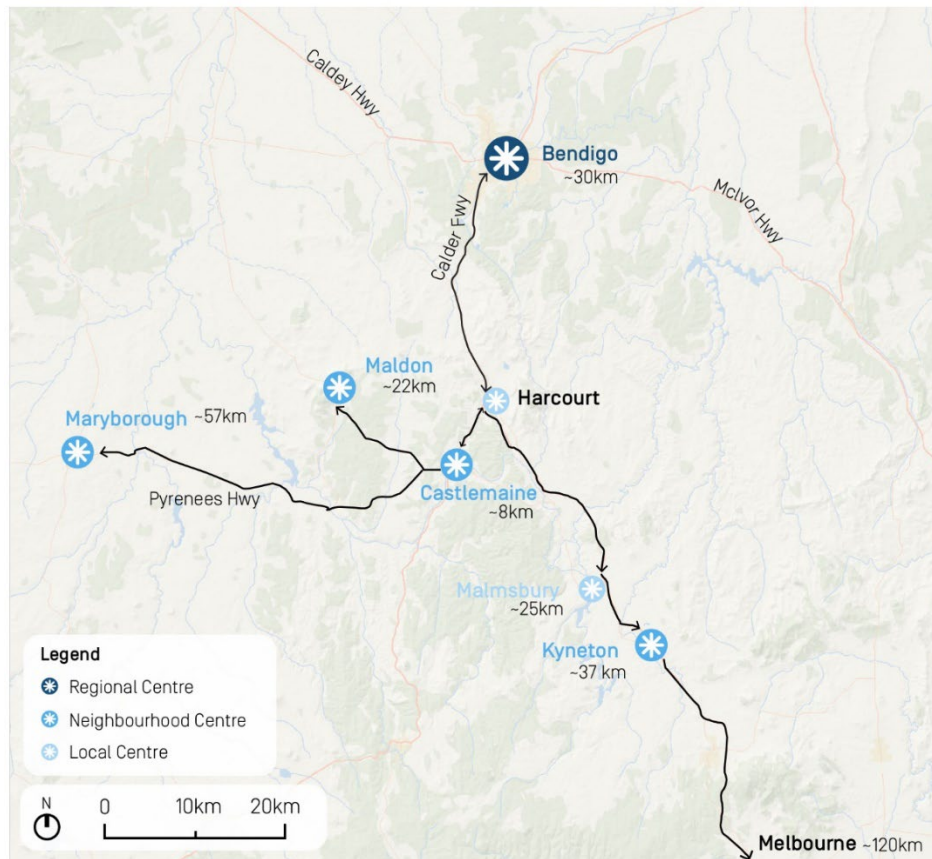 Caldey Hwy
Bendigo
~30km
McIvor Hwy
Calder Fwy
Maldon
~22km
Harcourt
Maryborough ~57km
Castlemaine
~8km
Pyrenees Hwy
Malmsbury
~25km
Kyneton
~37 km
Legend
Regional Centre
Neighbourhood Centre
Local Centre
N
0 10km 20km
Melbourne ~120km